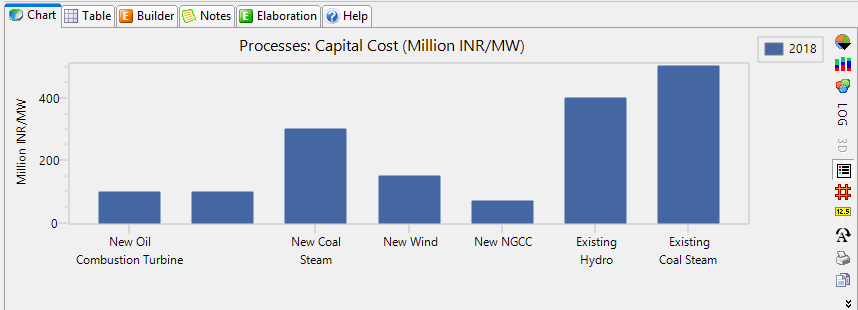 Chart
Table
Builder
Notes
Elaboration
Help
Processes: Capital Cost (Million INR/MW)
2018
Million INR/MW
400
200
0
New Oil
Combustion Turbine
New Coal
Steam
New Wind
New NGCC
Existing
Hydro
Existing
Coal Steam
LOG
3D
12.5